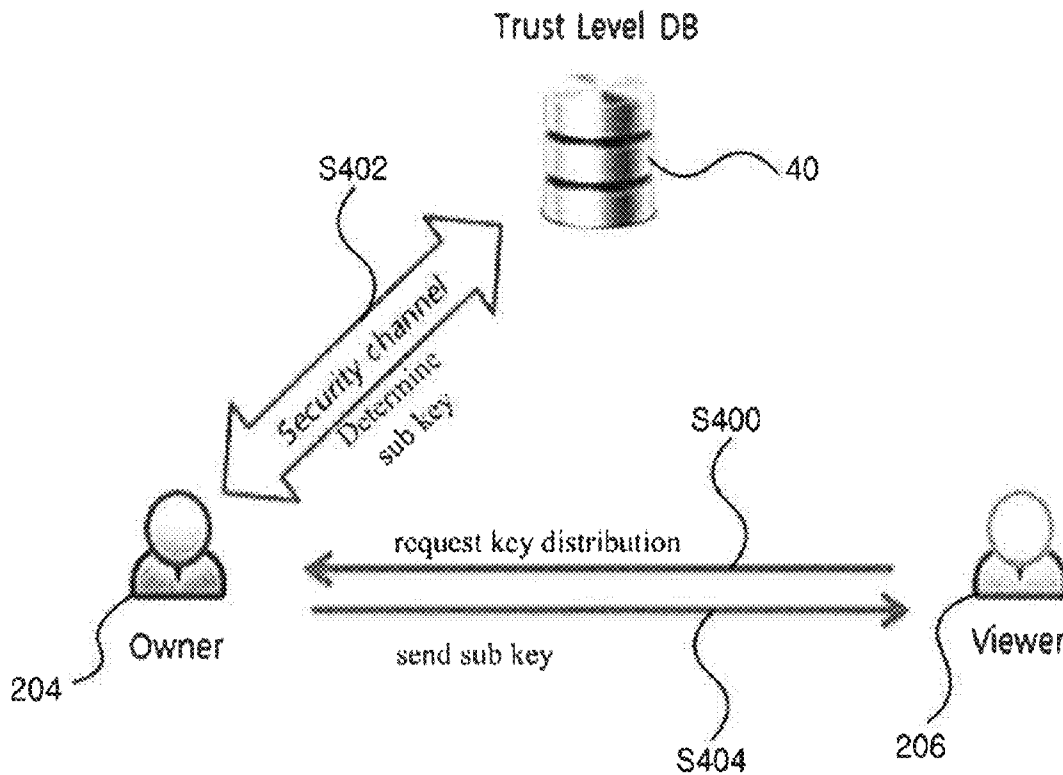 Trust Level DB
S402
40
Security channel
Determine
sub key
S400
request key distribution
Owner
send sub key
Viewer
204
S404
206